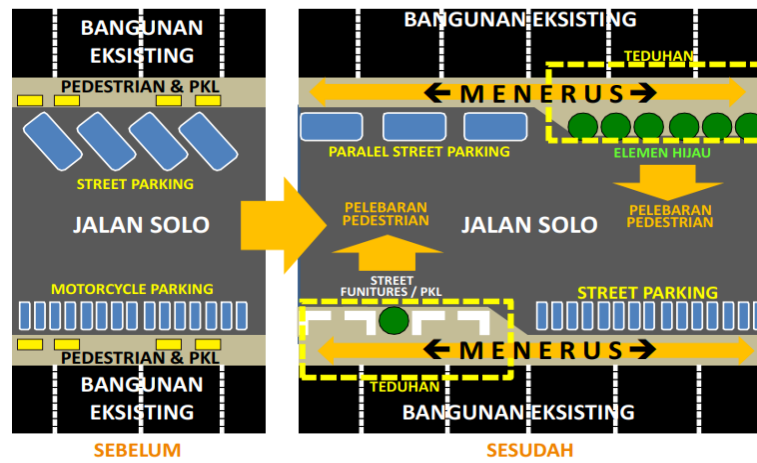 BANGUNAN
EKSISTING
PEDESTRIAN & PKL
STREET PARKING
JALAN SOLO
MOTORCYCLE PARKING
PEDESTRIAN & PKL
BANGUNAN
EKSISTING
SEBELUM
BANGUNAN EKSISTING
TEDUHAN
MENERUS
PARALEL STREET PARKING
ELEMEN HIJAU
PELEBARAN
PEDESTRIAN
JALAN SOLO
PELEBARAN
PEDESTRIAN
STREET
FUNITURES / PKL
STREET PARKING
MENERUS
TEDUHAN
BANGUNAN EKSISTING
SESUDAH